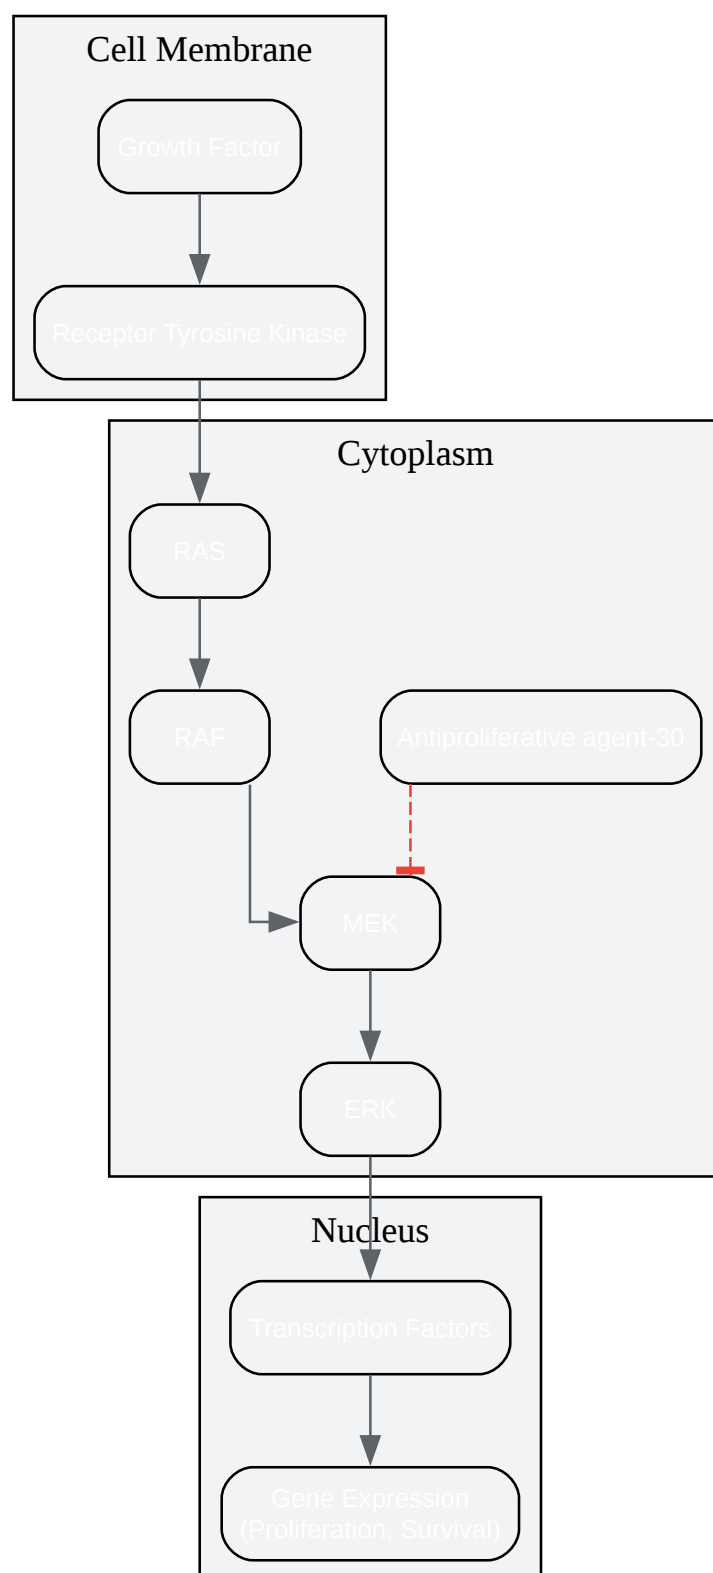 Cell Membrane
Growth Factor
Receptor Tyrosine Kinase
Cytoplasm
RAS
RAF
Antiproliferative agent-30
MEK
ERK
Nucleus
Transcription Factors
Gene Expression
(Proliferation, Survival)